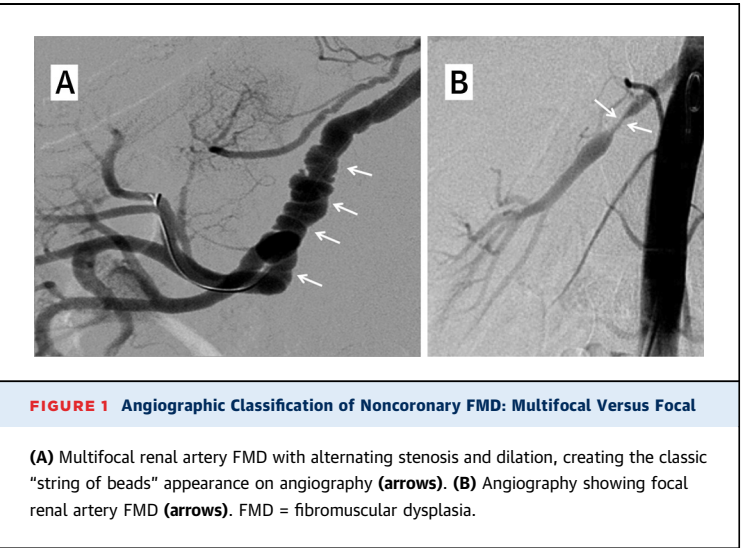 A
B
FIGURE 1 Angiographic Classification of Noncoronary FMD: Multifocal Versus Focal
(A) Multifocal renal artery FMD with alternating stenosis and dilation, creating the classic
“string of beads” appearance on angiography (arrows). (B) Angiography showing focal
renal artery FMD (arrows). FMD = fibromuscular dysplasia.